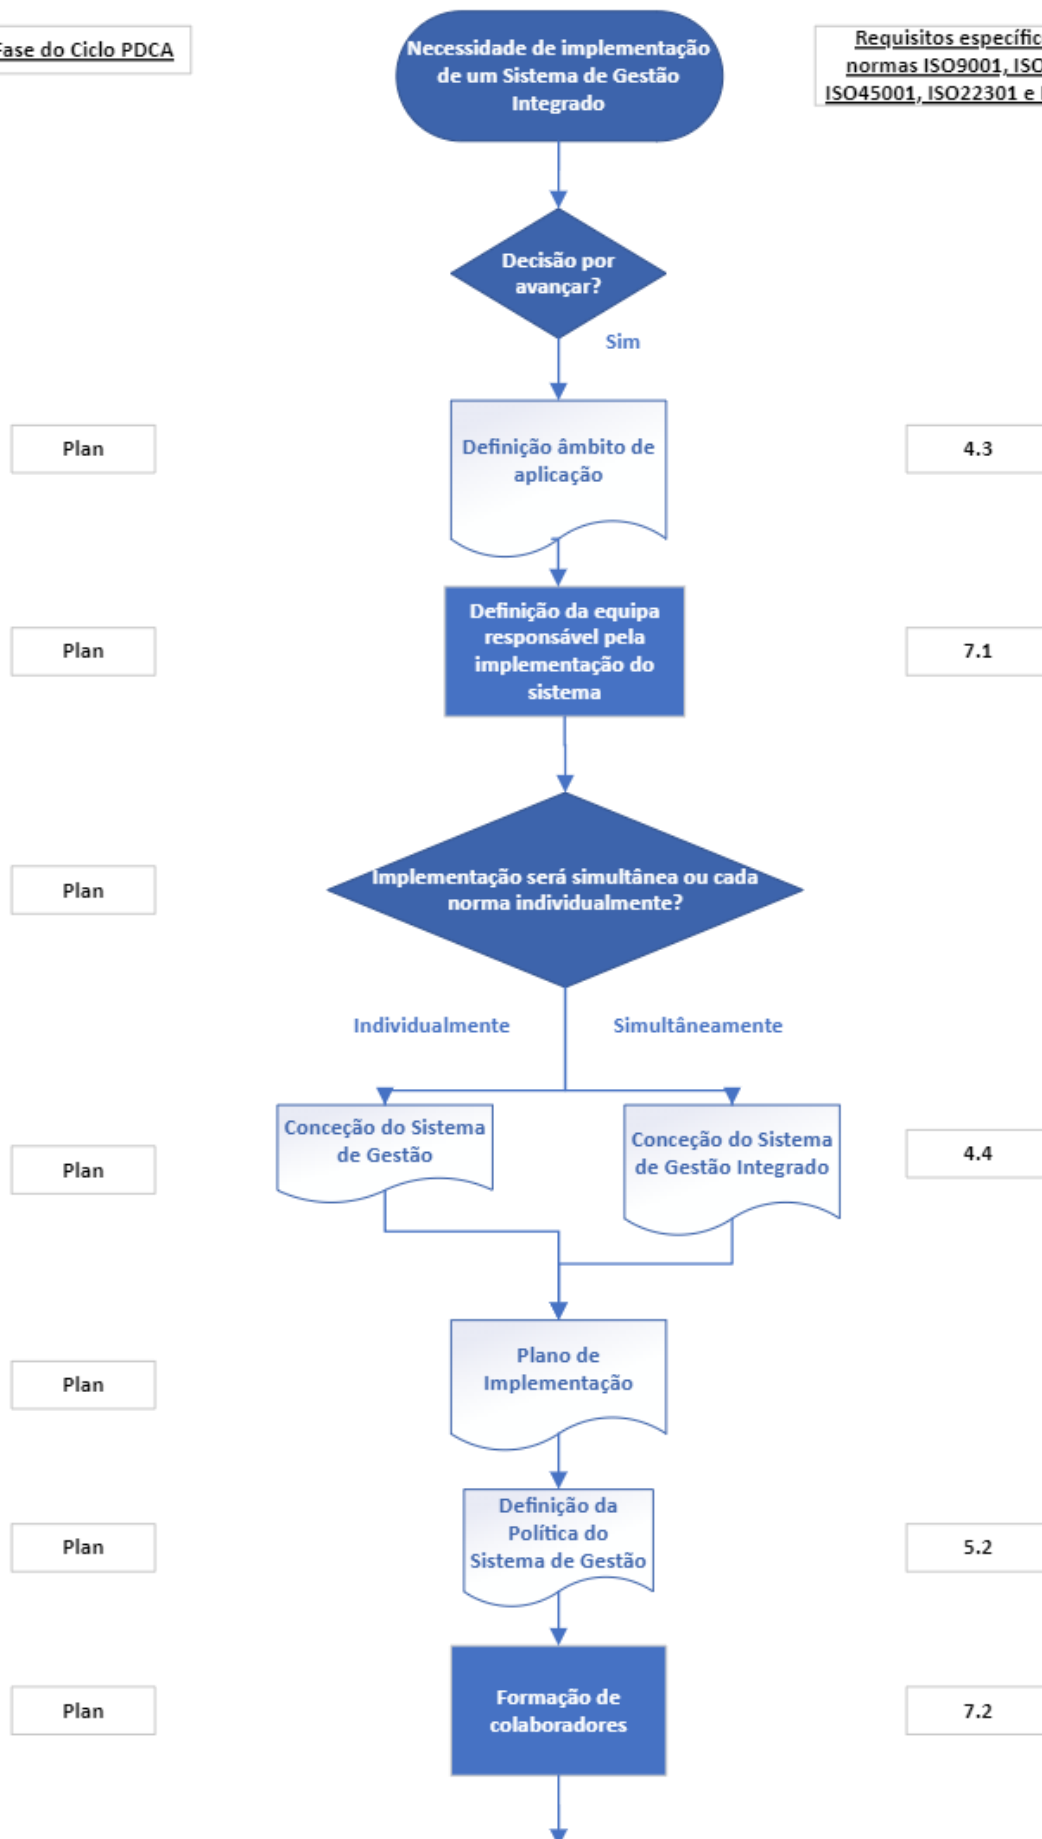 Fase do Ciclo PDCA
Necessidade de implementação
de um Sistema de Gestão
Integrado
Requisitos específic
normas ISO9001, ISO
ISO45001, ISO22301 e
Decisão por
avançar?
Sim
Plan
Definição âmbito de
aplicação
4.3
Plan
Definição da equipa
responsável pela
implementação do
sistema
7.1
Plan
Implementação será simultânea ou cada
norma individualmente?
Individualmente
Simultâneamente
Plan
Conceção do Sistema
de Gestão
Conceção do Sistema
de Gestão Integrado
4.4
Plan
Plano de
Implementação
Plan
Definição da
Política do
Sistema de Gestão
5.2
Plan
Formação de
colaboradores
7.2